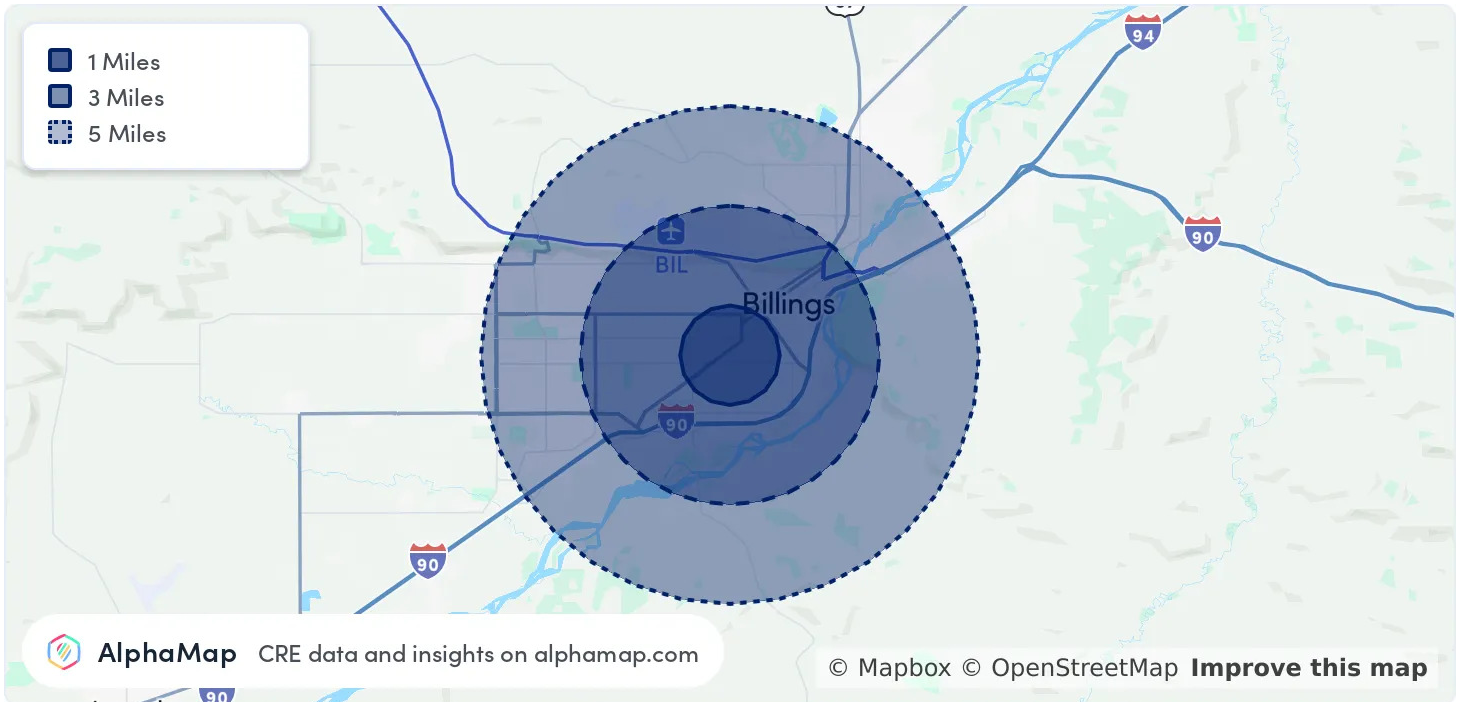 1 Miles
3 Miles
5 Miles
94
90
BIL
Billings
90
90
AlphaMap CRE data and insights on alphamap.com
© Mapbox © OpenStreetMap Improve this map
90